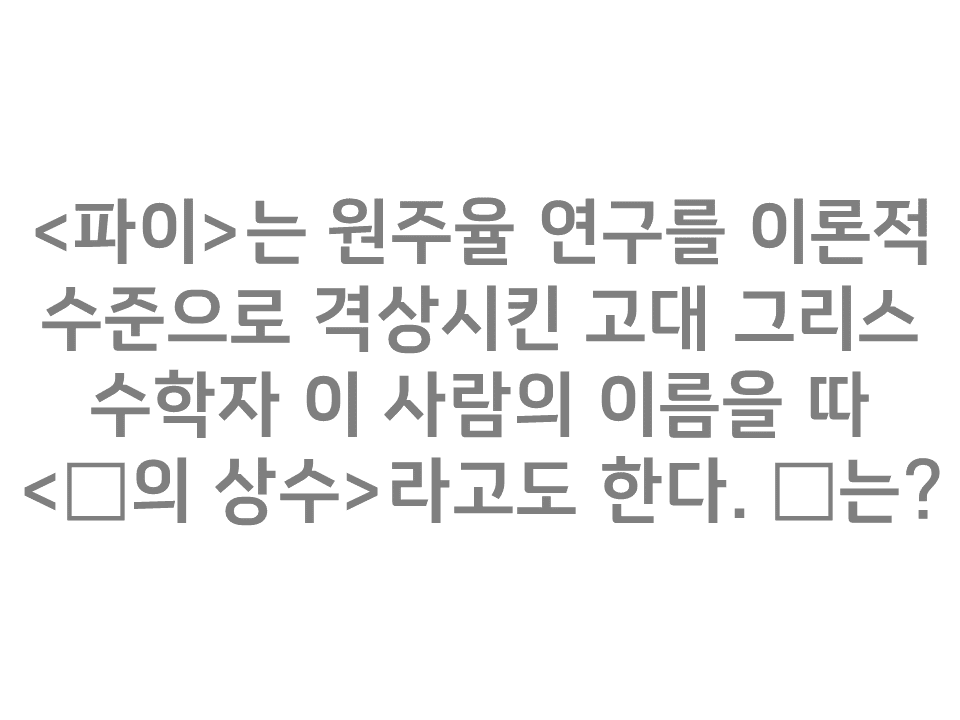 <파이>는 원주율 연구를 이론적
수준으로 격상시킨 고대 그리스
수학자 이 사람의 이름을 따
<□의 상수>라고도 한다. □는?